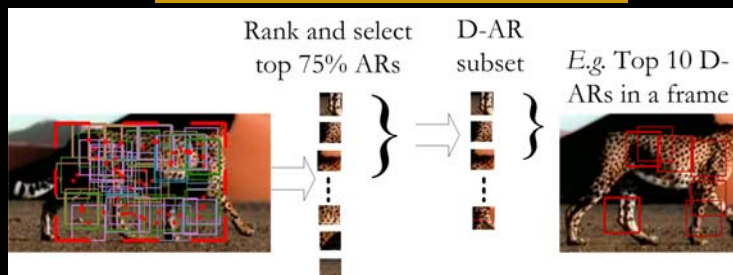 Rank and select
top 75% ARs
D-AR
subset
E.g. Top 10 D-
ARs in a frame